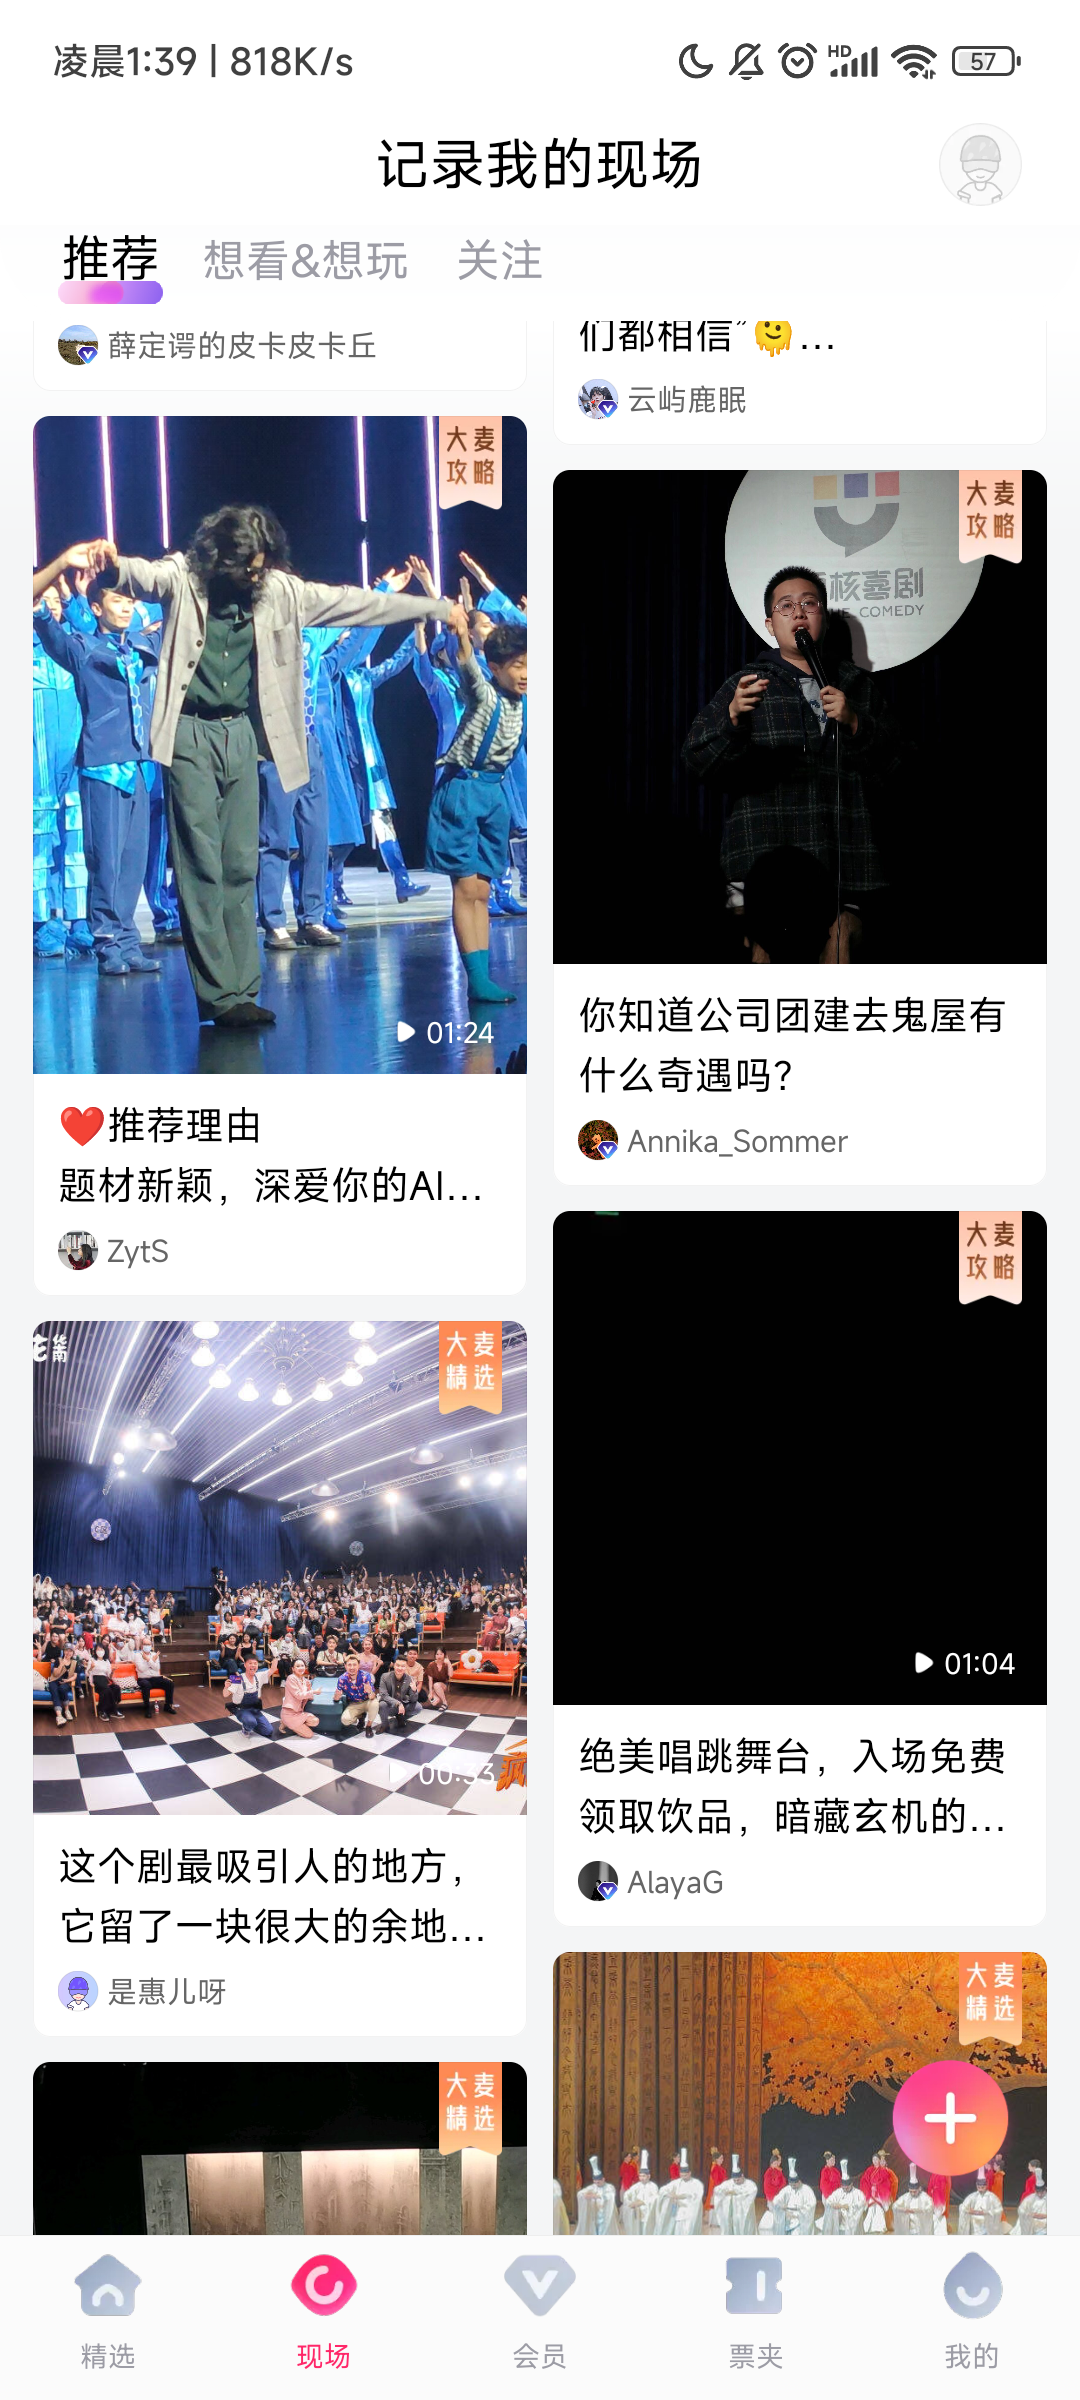 凌晨1:39 | 818K/s
HD
57
记录我的现场
推荐 想看&想玩 关注
薛定谔的皮卡皮卡丘
大麦
攻略
01:24
❤️推荐理由
题材新颖，深爱你的AI...
ZytS
华南
大麦
精选
00:33
疯
这个剧最吸引人的地方，
它留了一块很大的余地...
是惠儿呀
大麦
精选
们都相信”🫠...
云屿鹿眠
大麦
攻略
核喜剧
COMEDY
你知道公司团建去鬼屋有
什么奇遇吗？
Annika_Sommer
大麦
攻略
01:04
绝美唱跳舞台，入场免费
领取饮品，暗藏玄机的...
AlayaG
大麦
精选
精选 现场 会员 票夹 我的